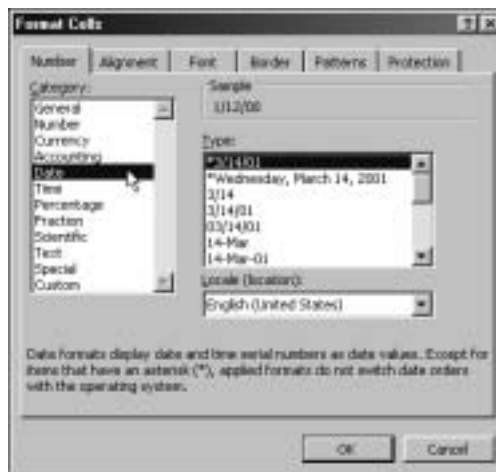 Format Cells
Number Alignment Font Border Patterns Protection
Category:
General
Number
Currency
Accounting
Date
Time
Percentage
Fraction
Scientific
Text
Special
Custom
Sample
1/12/00
Type:
*3/14/01
*Wednesday, March 14, 2001
3/14
3/14/01
03/14/01
14-Mar
14-Mar-01
Locale (location):
English (United States)
Date formats display date and time serial numbers as date values. Except for
items that have an asterisk (*), applied formats do not switch date orders
with the operating system.
OK Cancel